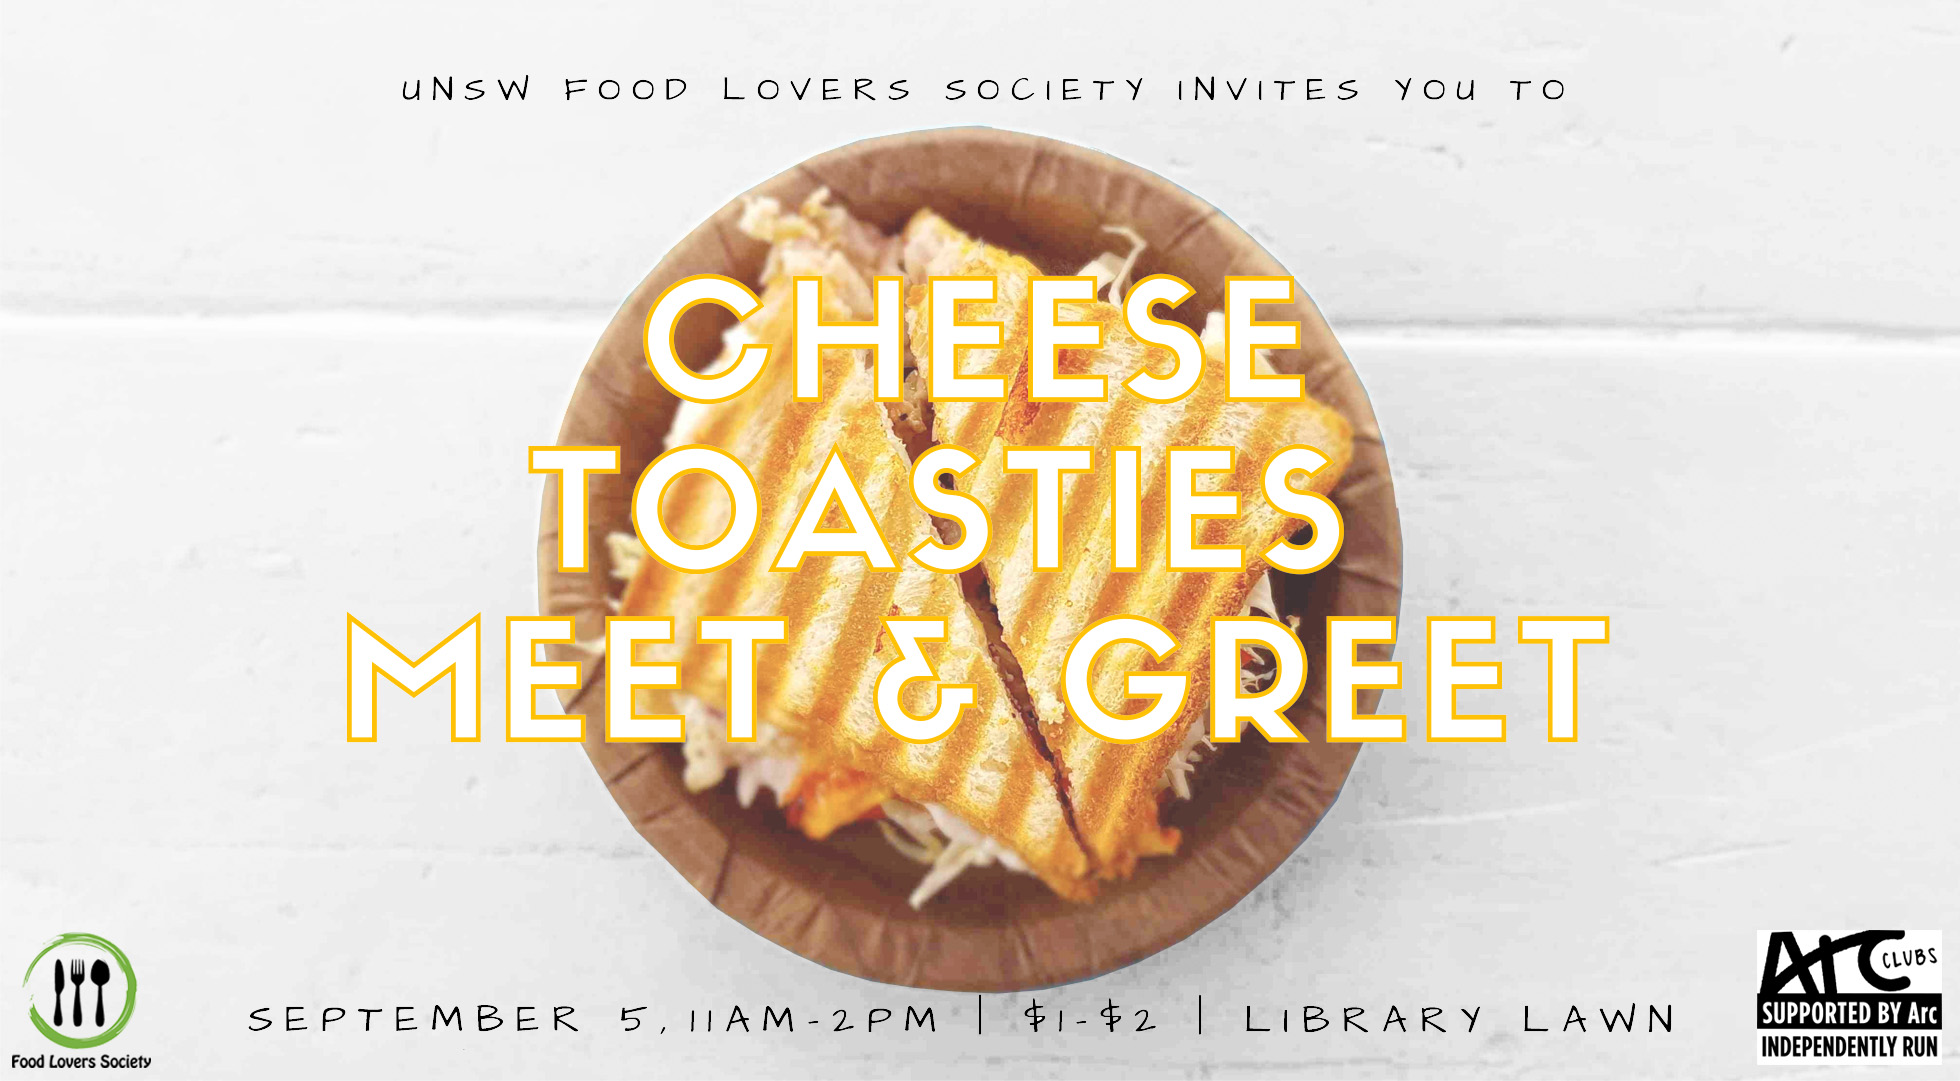 uNSW FOOD LOVERS SOCIETY INVITES YOU TO
CHEESE
TOASTIES
MEET & GREET
SEPTEMBER 5, 11AM-2PM | $1-$2 | LIBRARY LAWN
Food Lovers Society
Arc CLUBS
SUPPORTED BY Arc
INDEPENDENTLY RUN